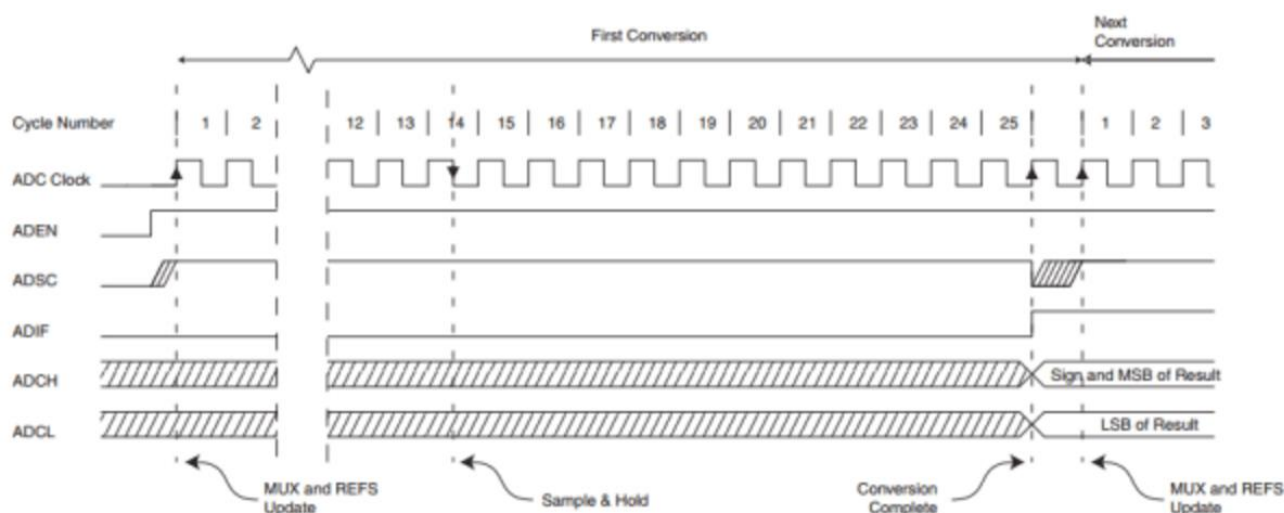 Next
First Conversion
Conversion
Cycle Number 1 2 12 13 14 15 16 17 18 19 20 21 22 23 24 25 1 2 3
ADC Clock
ADEN
ADSC
ADIF
ADCH Sign and MSB of Result
ADCL LSB of Result
MUX and REFS
Update
Sample & Hold
Conversion
Complete
MUX and REFS
Update